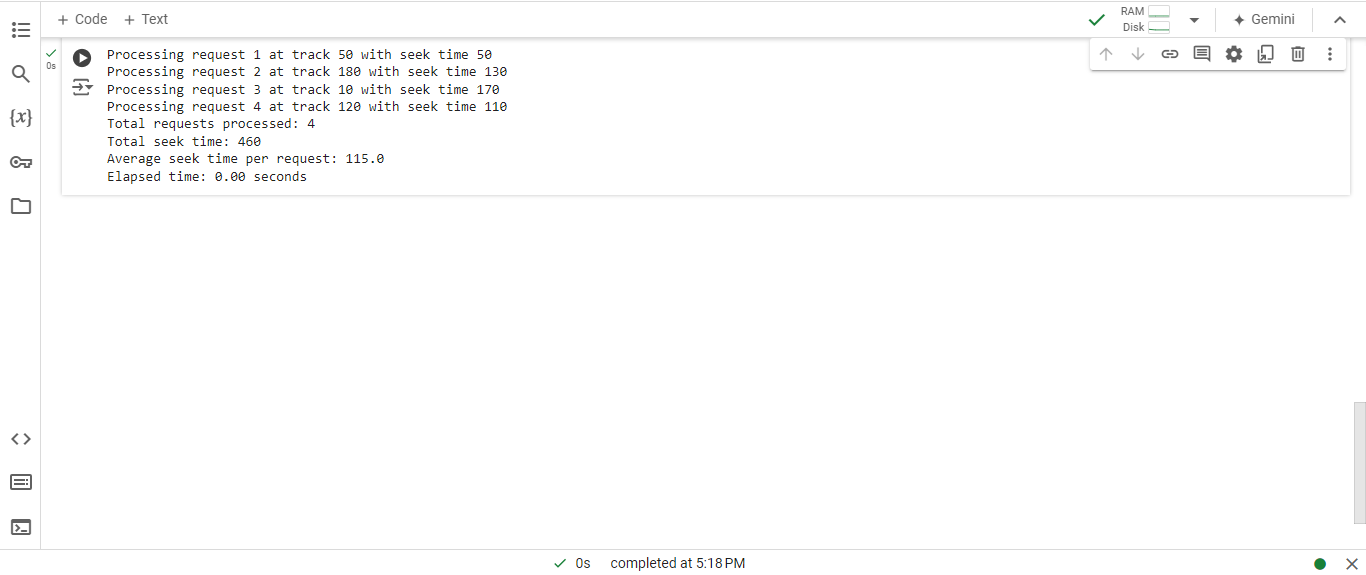 + Code + Text
RAM
Disk
Gemini
0s
{x}
Processing request 1 at track 50 with seek time 50
Processing request 2 at track 180 with seek time 130
Processing request 3 at track 10 with seek time 170
Processing request 4 at track 120 with seek time 110
Total requests processed: 4
Total seek time: 460
Average seek time per request: 115.0
Elapsed time: 0.00 seconds
0s completed at 5:18 PM